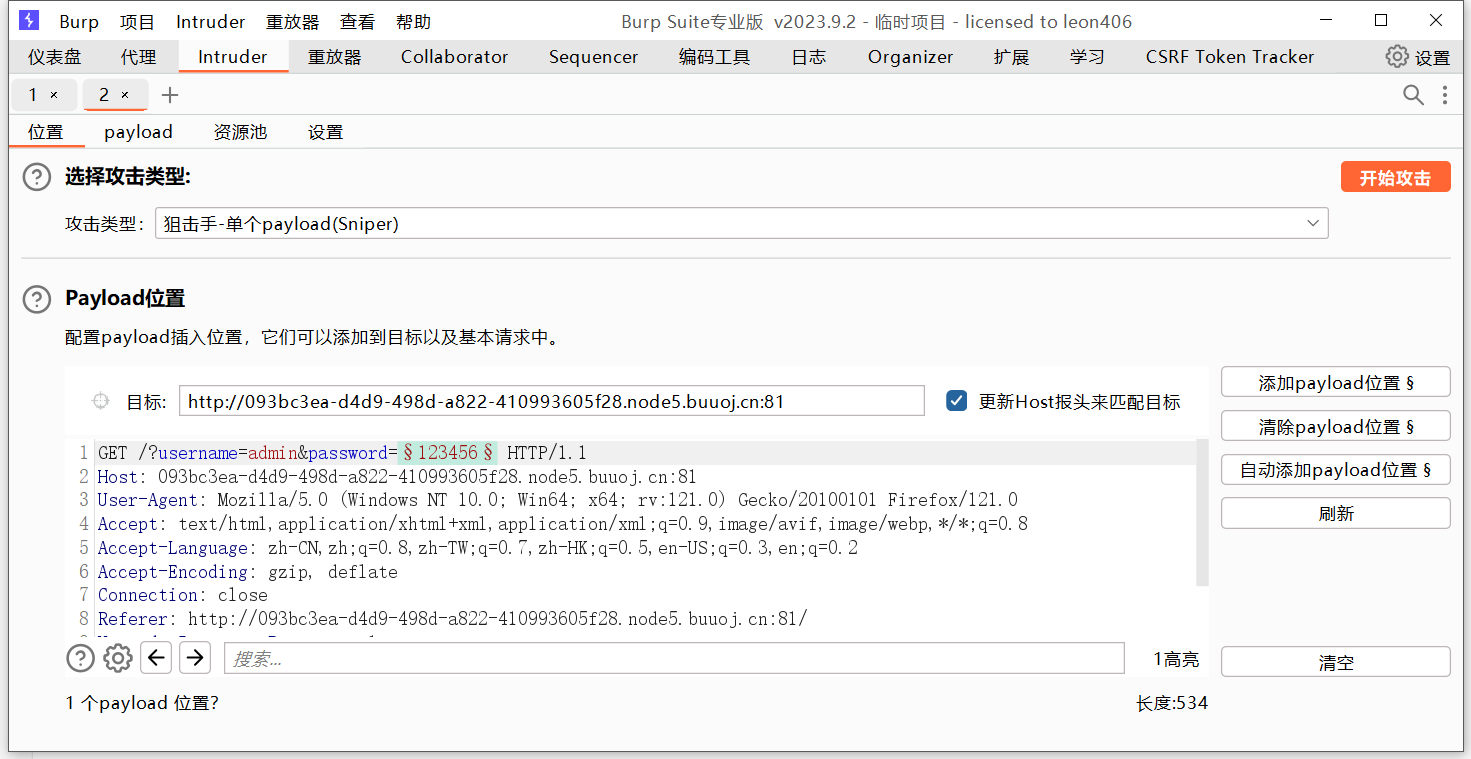 Burp 项目 Intruder 重放器 查看 帮助 Burp Suite专业版 v2023.9.2 - 临时项目 - licensed to leon406
仪表盘 代理 Intruder 重放器 Collaborator Sequencer 编码工具 日志 Organizer 扩展 学习 CSRF Token Tracker 设置
1 × 2 × +
位置 payload 资源池 设置
? 选择攻击类型: 开始攻击
攻击类型: 狙击手-单个payload(Sniper)
? Payload位置
配置payload插入位置，它们可以添加到目标以及基本请求中。
目标: http://093bc3ea-d4d9-498d-a822-410993605f28.node5.buuoj.cn:81 更新Host报头来匹配目标
添加payload位置 §
清除payload位置 §
自动添加payload位置 §
刷新
1 GET /?username=admin&password=§123456§ HTTP/1.1
2 Host: 093bc3ea-d4d9-498d-a822-410993605f28.node5.buuoj.cn:81
3 User-Agent: Mozilla/5.0 (Windows NT 10.0; Win64; x64; rv:121.0) Gecko/20100101 Firefox/121.0
4 Accept: text/html,application/xhtml+xml,application/xml;q=0.9,image/avif,image/webp,*/*;q=0.8
5 Accept-Language: zh-CN,zh;q=0.8,zh-TW;q=0.7,zh-HK;q=0.5,en-US;q=0.3,en;q=0.2
6 Accept-Encoding: gzip, deflate
7 Connection: close
8 Referer: http://093bc3ea-d4d9-498d-a822-410993605f28.node5.buuoj.cn:81/
? 搜索... 1高亮 清空
1 个payload 位置? 长度:534